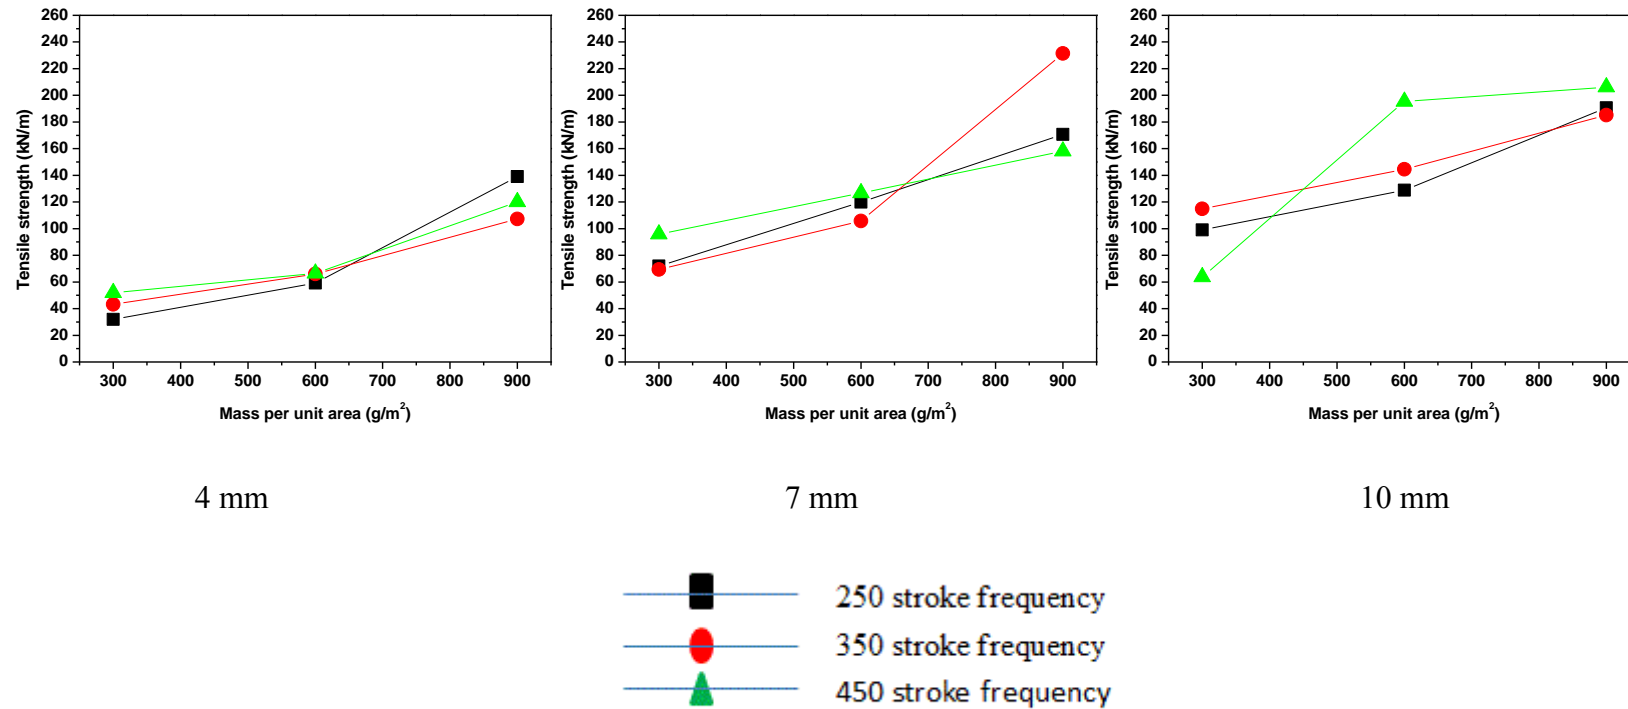 260
240
220
200
180
160
140
120
100
80
60
40
20
0
Tensile strength (kN/m)
300 400 500 600 700 800 900
Mass per unit area (g/m²)
260
240
220
200
180
160
140
120
100
80
60
40
20
0
Tensile strength (kN/m)
300 400 500 600 700 800 900
Mass per unit area (g/m²)
260
240
220
200
180
160
140
120
100
80
60
40
20
0
Tensile strength (kN/m)
300 400 500 600 700 800 900
Mass per unit area (g/m²)
4 mm
7 mm
10 mm
250 stroke frequency
350 stroke frequency
450 stroke frequency